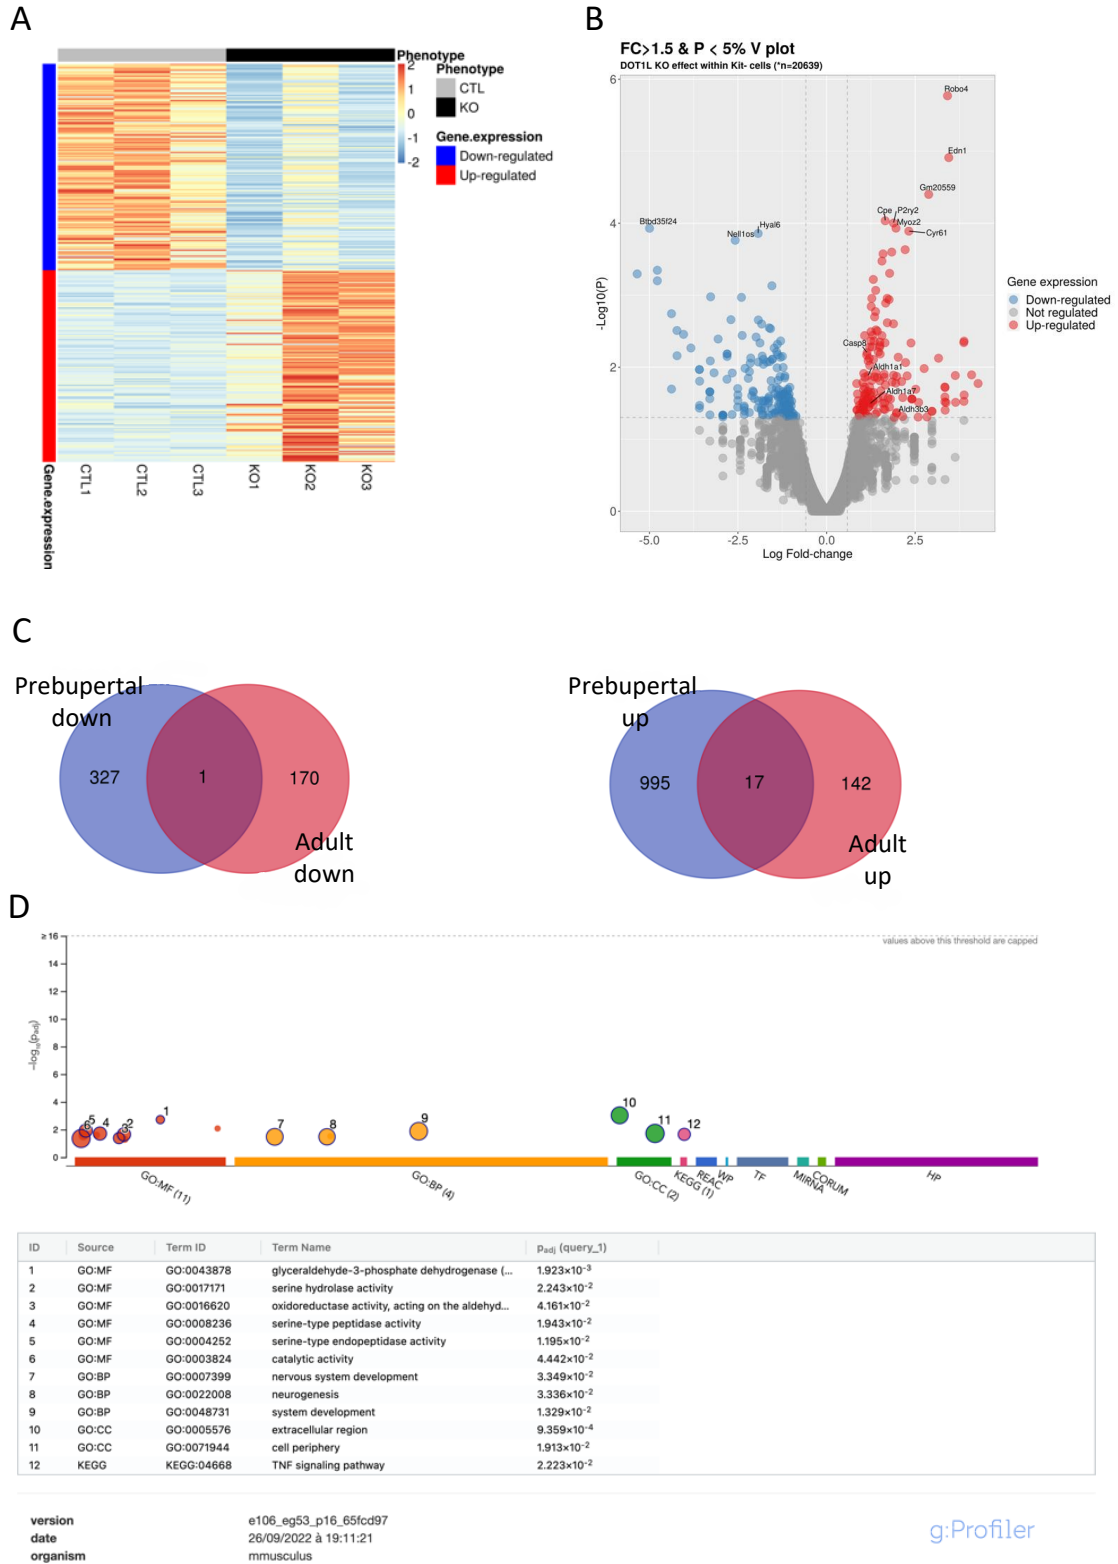 A
Phenotype
2
1
0
-1
-2
Phenotype
CTL
KO
Gene.expression
Down-regulated
Up-regulated
CTL1
CTL2
CTL3
KO1
KO2
KO3
Gene.expression
B
FC>1.5 & P < 5% V plot
DOT1L KO effect within Kit- cells (*n=20639)
6
4
2
0
-Log10(P)
Robo4
Edn1
Gm20559
Cpe
P2ry2
Myoz2
Cyr61
Btbd35f24
Hyal6
Nell1os
Casp8
Aldh1a1
Aldh1a7
Aldh3b3
-5.0
-2.5
0.0
2.5
Log Fold-change
Gene expression
Down-regulated
Not regulated
Up-regulated
C
Prebupertal
down
327
1
170
Adult
down
Prebupertal
up
995
17
142
Adult
up
D
≥16
14
12
10
8
6
4
2
0
-log10(padj)
values above this threshold are capped
6
5
4
3
2
1
7
8
9
10
11
12
GO:MF (11)
GO:BP (4)
GO:CC (2)
KEGG (1)
REAC
WP
TF
MIRNA
CORUM
HP
ID Source Term ID Term Name padj (query_1)
1 GO:MF GO:0043878 glyceraldehyde-3-phosphate dehydrogenase (... 1.923×10-3
2 GO:MF GO:0017171 serine hydrolase activity 2.243×10-2
3 GO:MF GO:0016620 oxidoreductase activity, acting on the aldehyd... 4.161×10-2
4 GO:MF GO:0008236 serine-type peptidase activity 1.943×10-2
5 GO:MF GO:0004252 serine-type endopeptidase activity 1.195×10-2
6 GO:MF GO:0003824 catalytic activity 4.442×10-2
7 GO:BP GO:0007399 nervous system development 3.349×10-2
8 GO:BP GO:0022008 neurogenesis 3.336×10-2
9 GO:BP GO:0048731 system development 1.329×10-2
10 GO:CC GO:0005576 extracellular region 9.359×10-4
11 GO:CC GO:0071944 cell periphery 1.913×10-2
12 KEGG KEGG:04668 TNF signaling pathway 2.223×10-2
version e106_eg53_p16_65fcd97
date 26/09/2022 à 19:11:21
organism mmusculus
g:Profiler